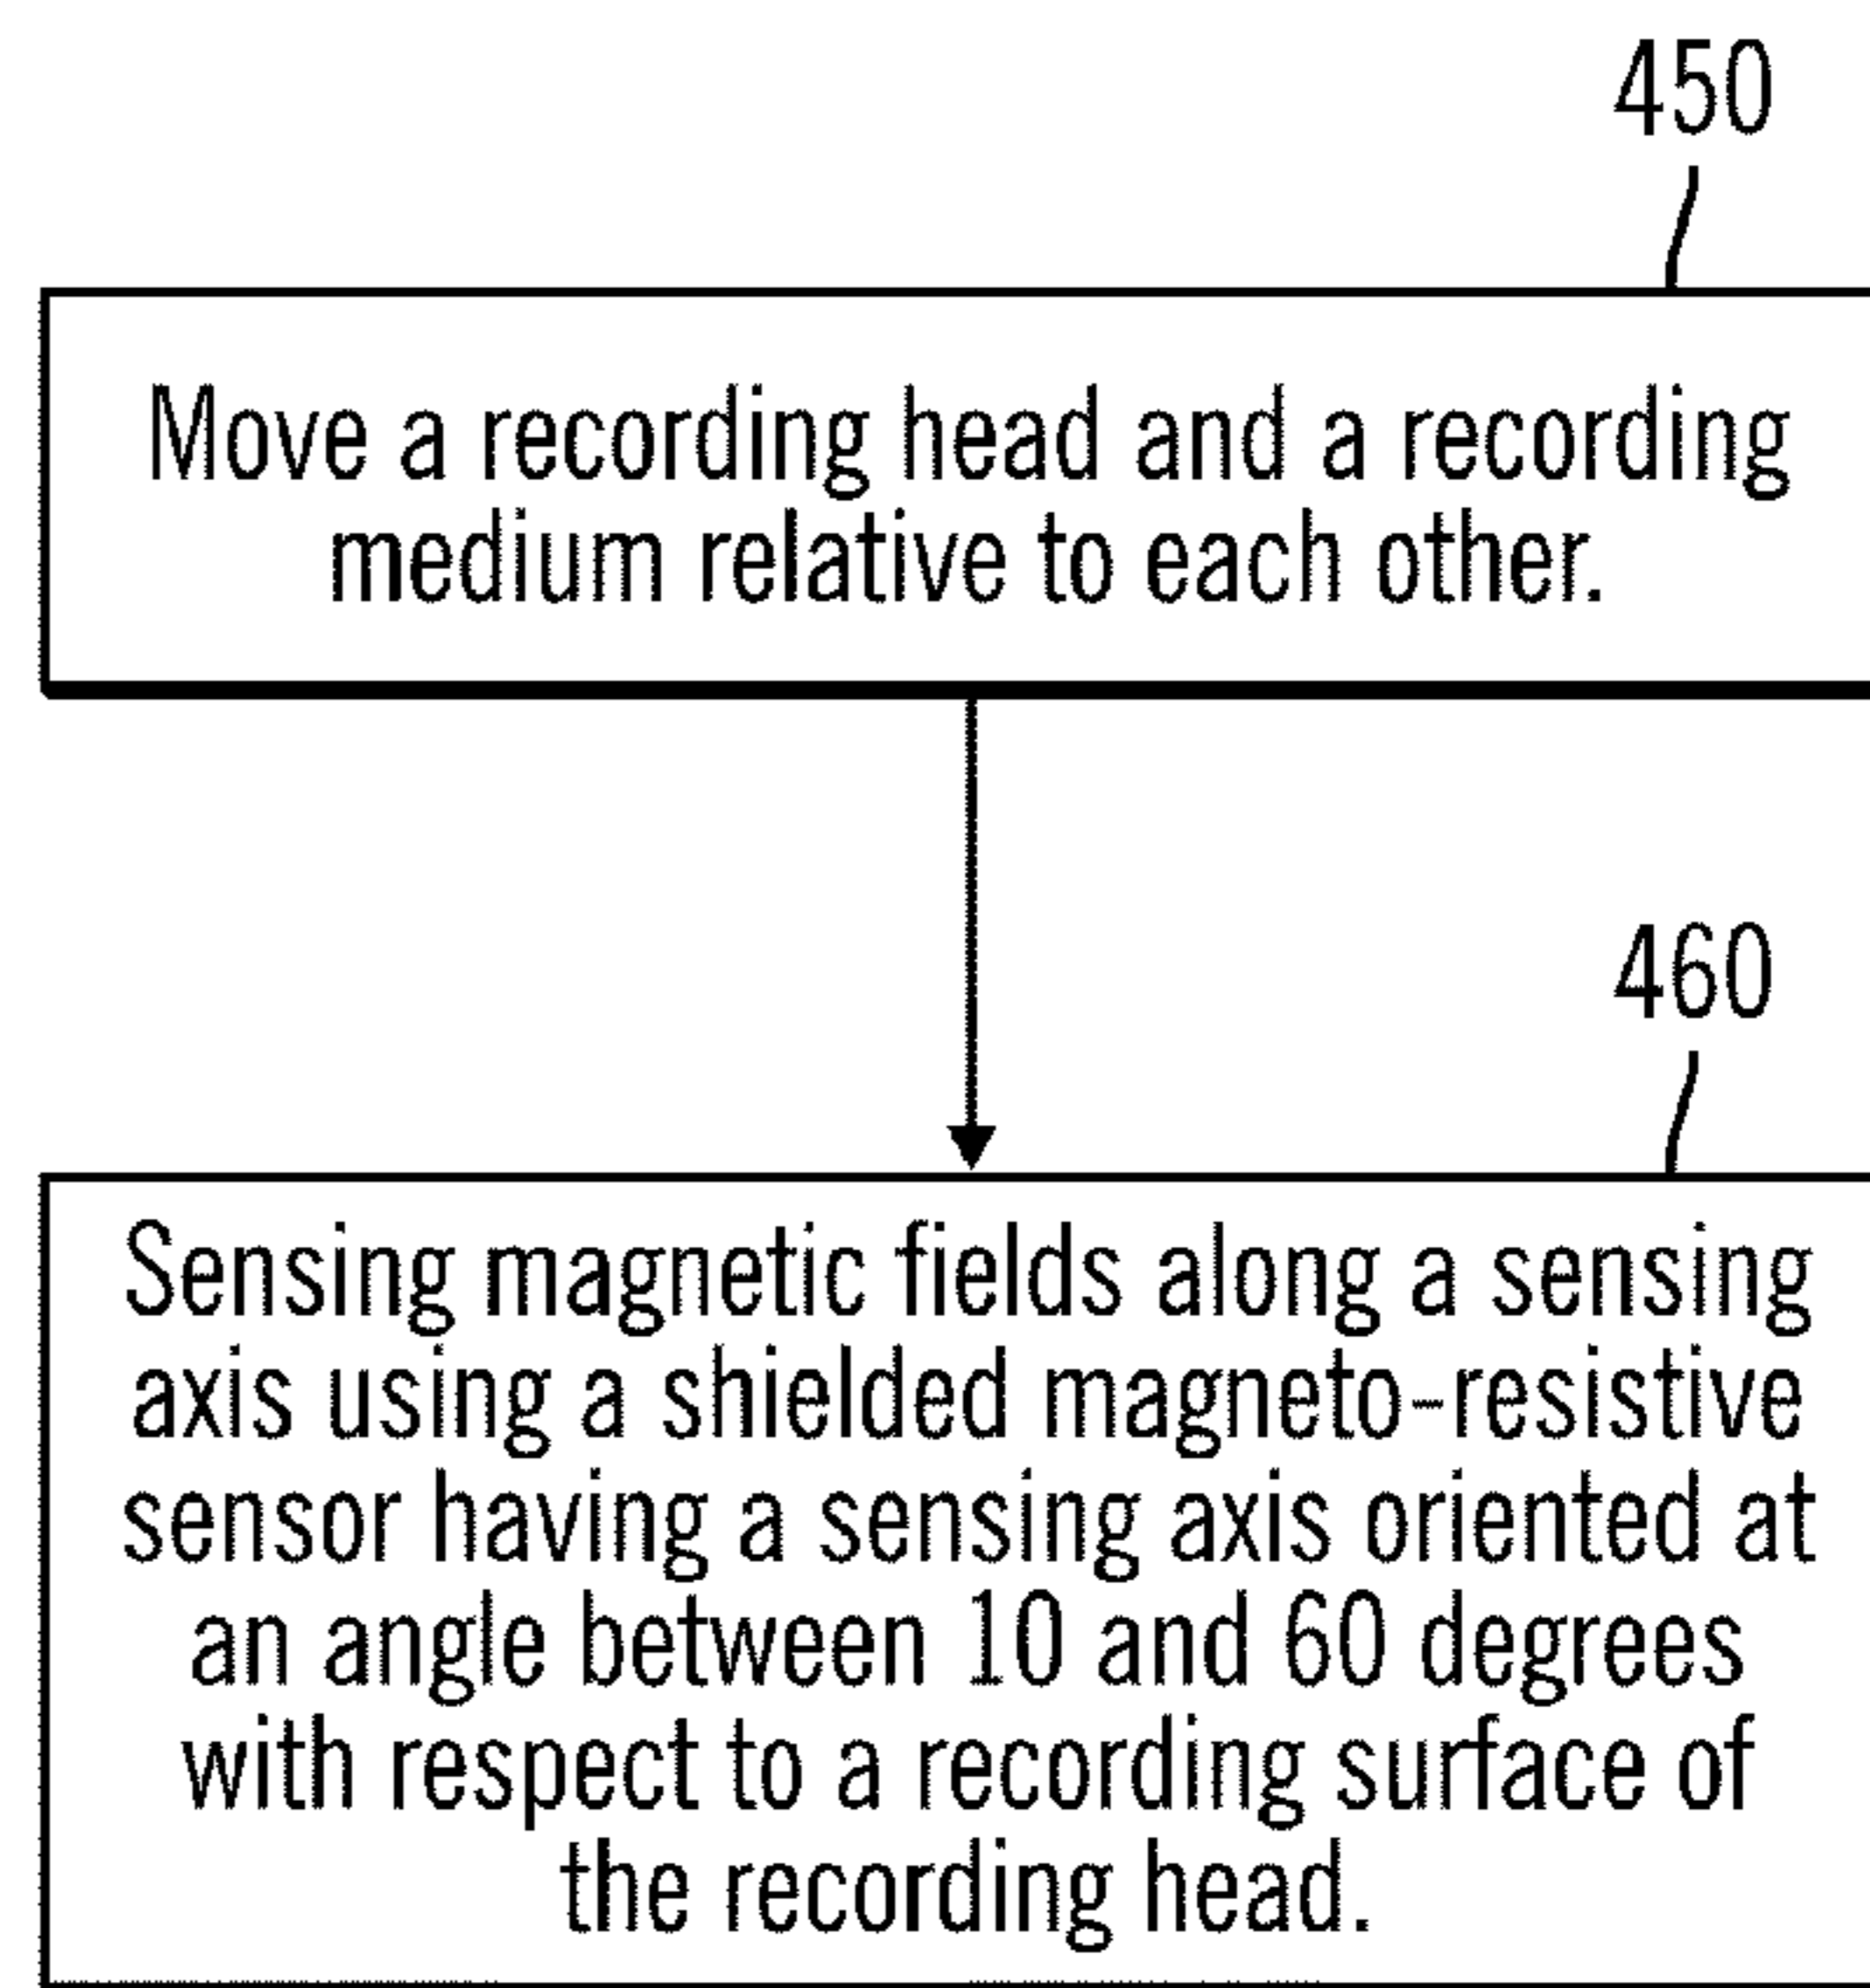 450
Move a recording head and a recording
medium relative to each other.
460
Sensing magnetic fields along a sensing
axis using a shielded magneto-resistive
sensor having a sensing axis oriented at
an angle between 10 and 60 degrees
with respect to a recording surface of
the recording head.